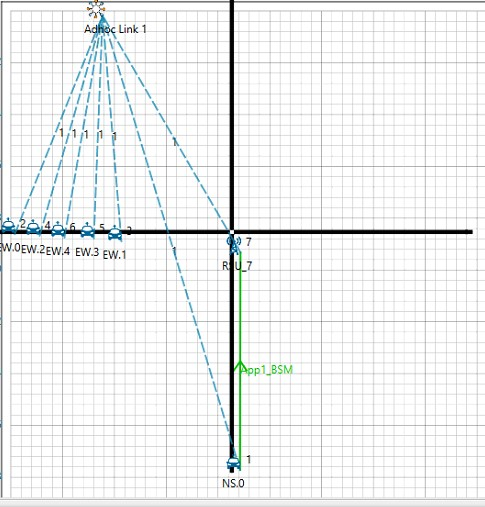 Adhoc Link 1
1 1 1 1 1
1
2 4 6 5 3
7
EW.0 EW.2 EW.4 EW.3 EW.1
1
RSU_7
App1_BSM
1
NS.0